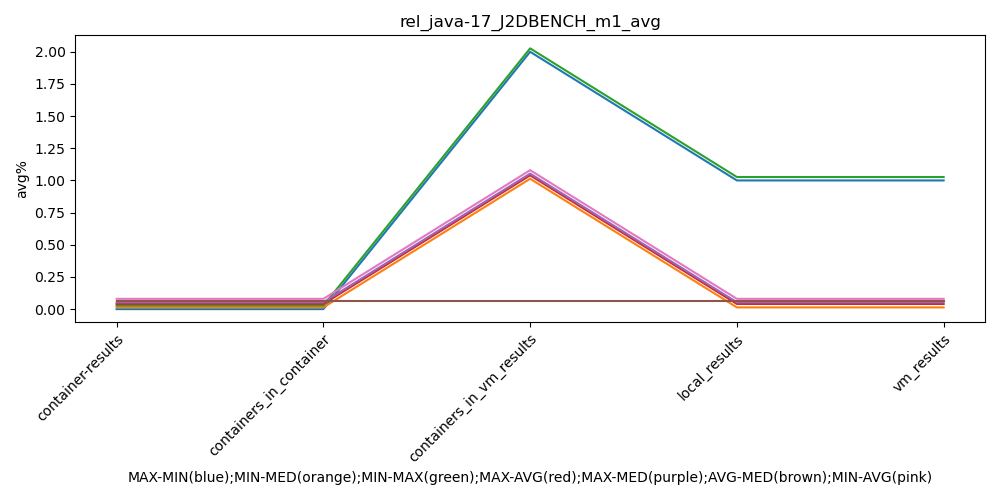 rel_java-17_J2DBENCH_m1_avg
2.00
1.75
1.50
1.25
1.00
0.75
0.50
0.25
0.00
avg%
container-results
containers_in_container
containers_in_vm_results
local_results
vm_results
MAX-MIN(blue);MIN-MED(orange);MIN-MAX(green);MAX-AVG(red);MAX-MED(purple);AVG-MED(brown);MIN-AVG(pink)